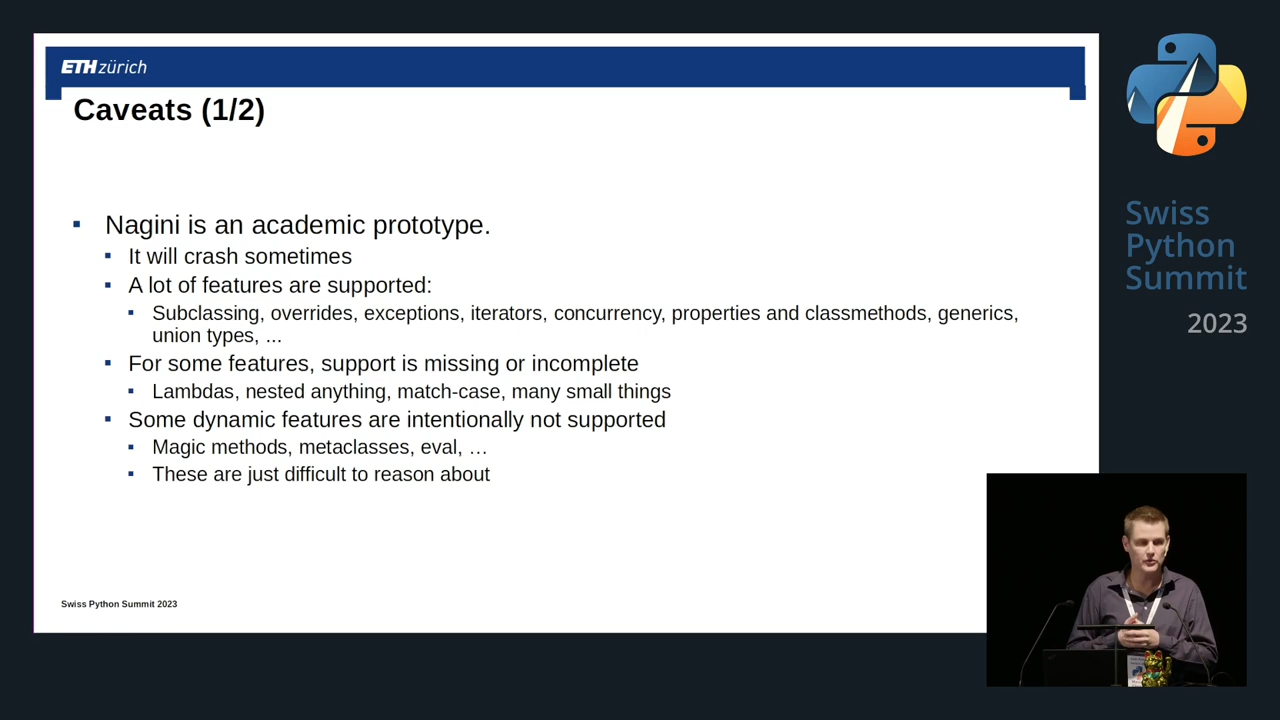 ETH zürich
Caveats (1/2)
Nagini is an academic prototype.
It will crash sometimes
A lot of features are supported:
Subclassing, overrides, exceptions, iterators, concurrency, properties and classmethods, generics,
union types, ...
For some features, support is missing or incomplete
Lambdas, nested anything, match-case, many small things
Some dynamic features are intentionally not supported
Magic methods, metaclasses, eval, …
These are just difficult to reason about
Swiss Python Summit 2023
Swiss
Python
Summit
2023